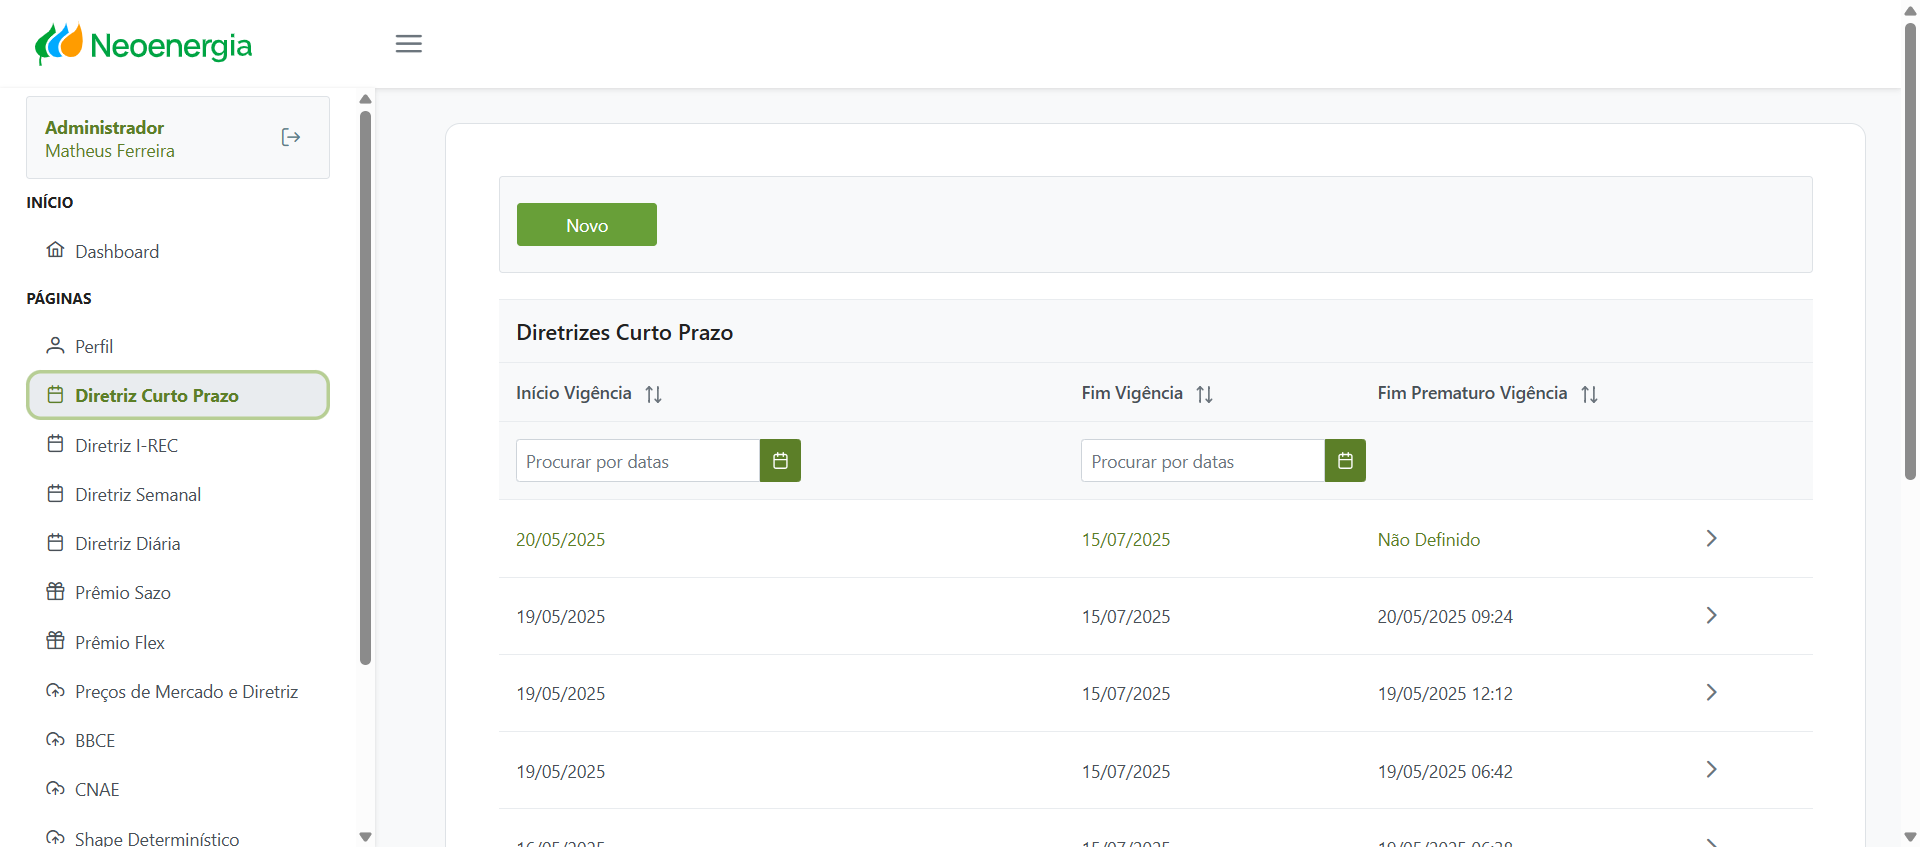 Neoenergia
Administrador
Matheus Ferreira
INÍCIO
Dashboard
PÁGINAS
Perfil
Diretriz Curto Prazo
Diretriz I-REC
Diretriz Semanal
Diretriz Diária
Prêmio Sazo
Prêmio Flex
Preços de Mercado e Diretriz
BBCE
CNAE
Shape Determinístico
Novo
Diretrizes Curto Prazo
Início Vigência Fim Vigência Fim Prematuro Vigência
Procurar por datas Procurar por datas
20/05/2025 15/07/2025 Não Definido
19/05/2025 15/07/2025 20/05/2025 09:24
19/05/2025 15/07/2025 19/05/2025 12:12
19/05/2025 15/07/2025 19/05/2025 06:42